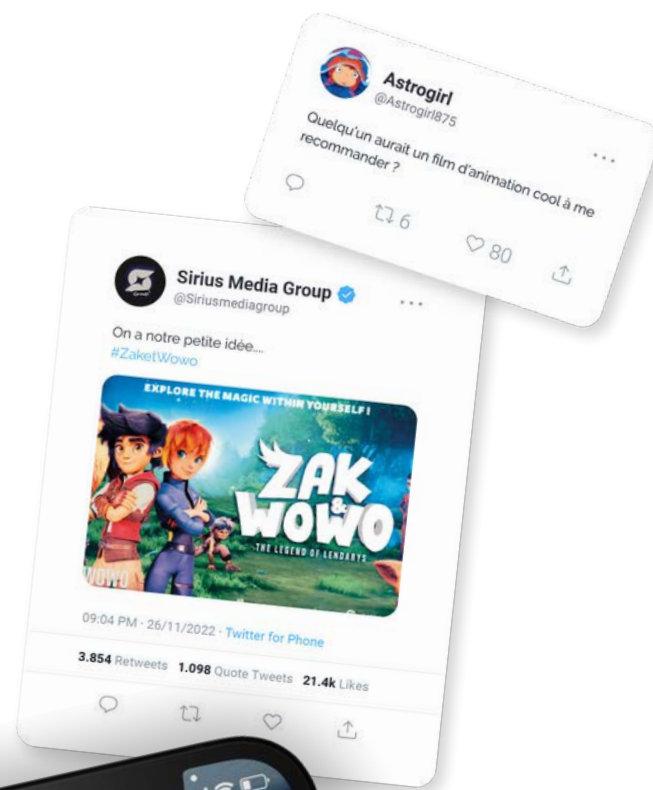 Astrogirl
@Astrogirl875
Quelqu'un aurait un film d'animation cool à me
recommander ?
6
80
Sirius Media Group
@Siriusmediagroup
On a notre petite idée....
#ZaketWowo
EXPLORE THE MAGIC WITHIN YOURSELF !
ZAK
&
WOWO
THE LEGEND OF LENDARYS
WOWO
09:04 PM · 26/11/2022 · Twitter for Phone
3.854 Retweets 1.098 Quote Tweets 21.4k Likes